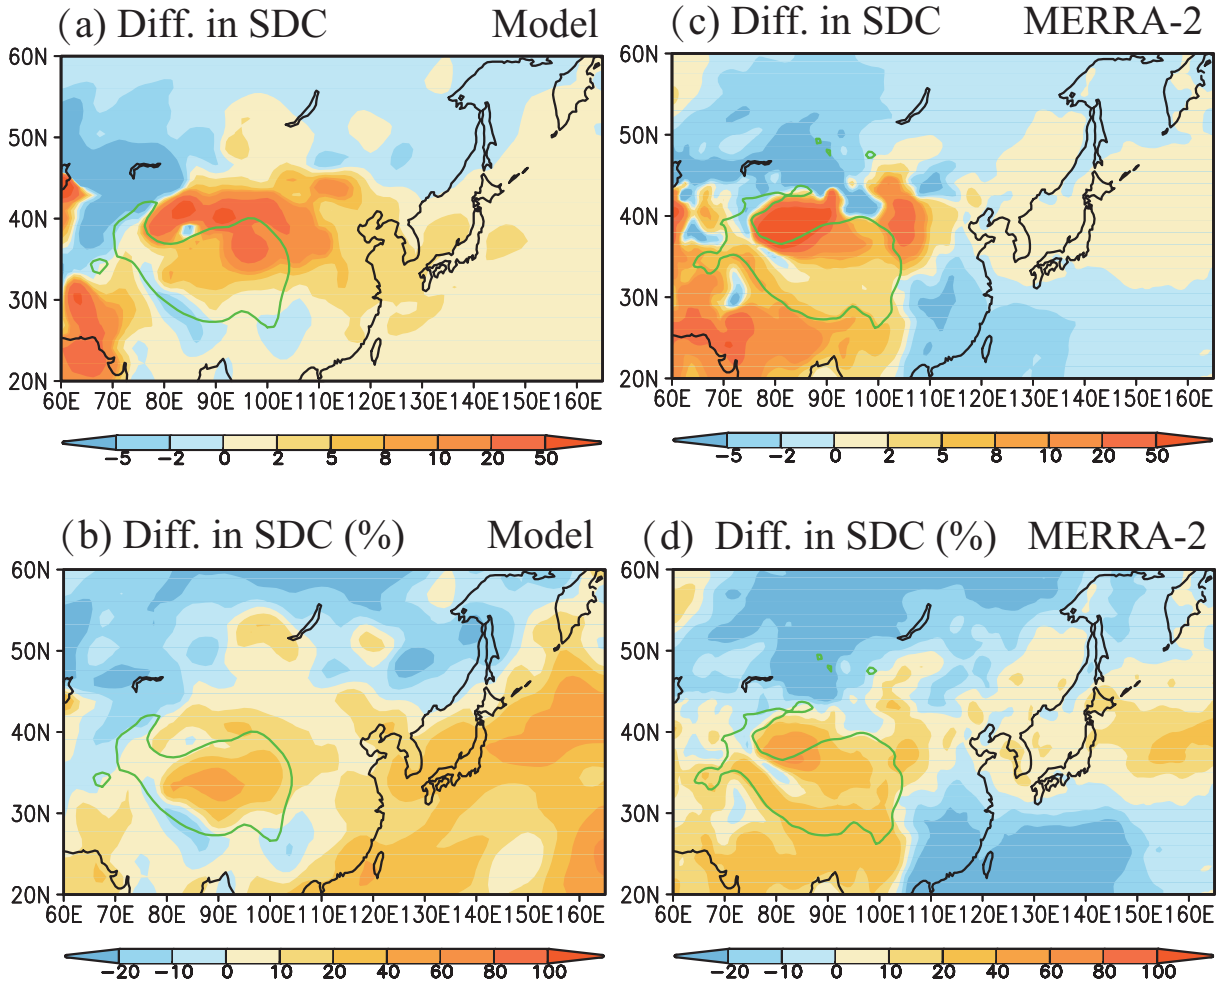 (a) Diff. in SDC Model
60N
50N
40N
30N
20N
60E 70E 80E 90E 100E 110E 120E 130E 140E 150E 160E
−5 −2 0 2 5 8 10 20 50
(c) Diff. in SDC MERRA-2
60N
50N
40N
30N
20N
60E 70E 80E 90E 100E 110E 120E 130E 140E 150E 160E
−5 −2 0 2 5 8 10 20 50
(b) Diff. in SDC (%) Model
60N
50N
40N
30N
20N
60E 70E 80E 90E 100E 110E 120E 130E 140E 150E 160E
−20 −10 0 10 20 40 60 80 100
(d) Diff. in SDC (%) MERRA-2
60N
50N
40N
30N
20N
60E 70E 80E 90E 100E 110E 120E 130E 140E 150E 160E
−20 −10 0 10 20 40 60 80 100